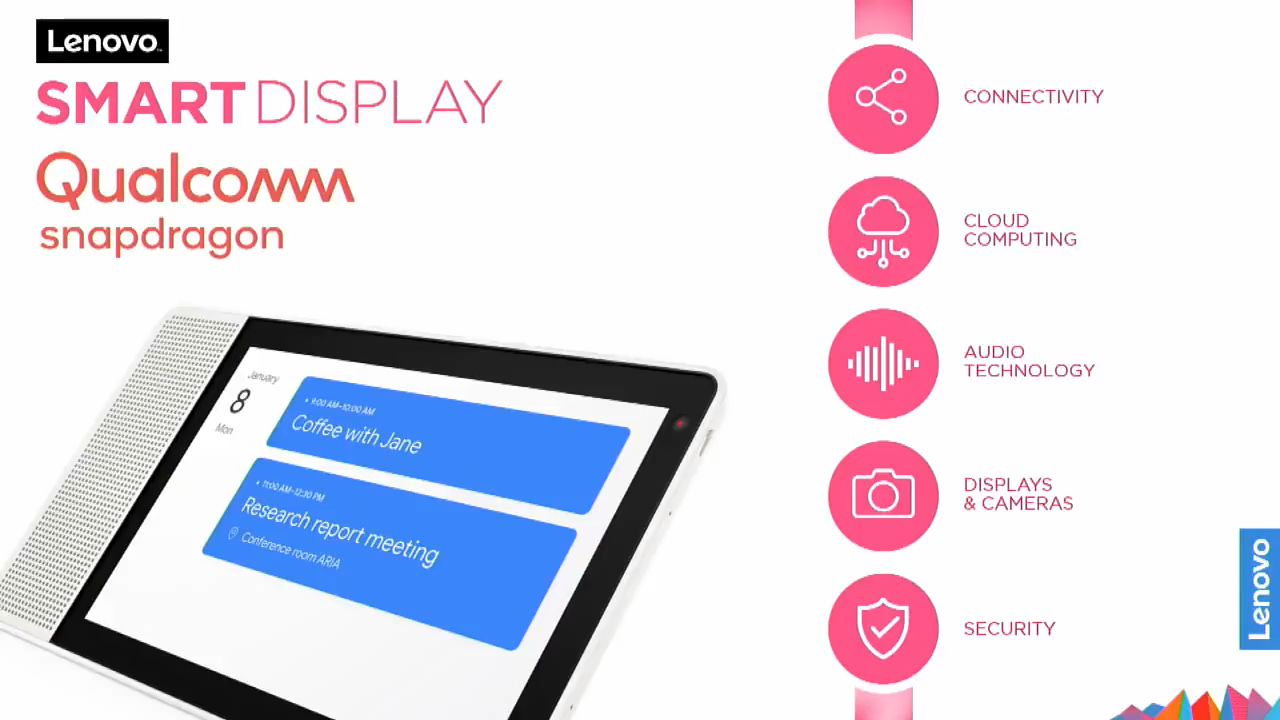 Lenovo
SMART DISPLAY
Qualcomm
snapdragon
January
8
Mon
• 9:00 AM–10:00 AM
Coffee with Jane
• 11:00 AM–12:30 PM
Research report meeting
Conference room ARIA
CONNECTIVITY
CLOUD
COMPUTING
AUDIO
TECHNOLOGY
DISPLAYS
& CAMERAS
SECURITY
Lenovo